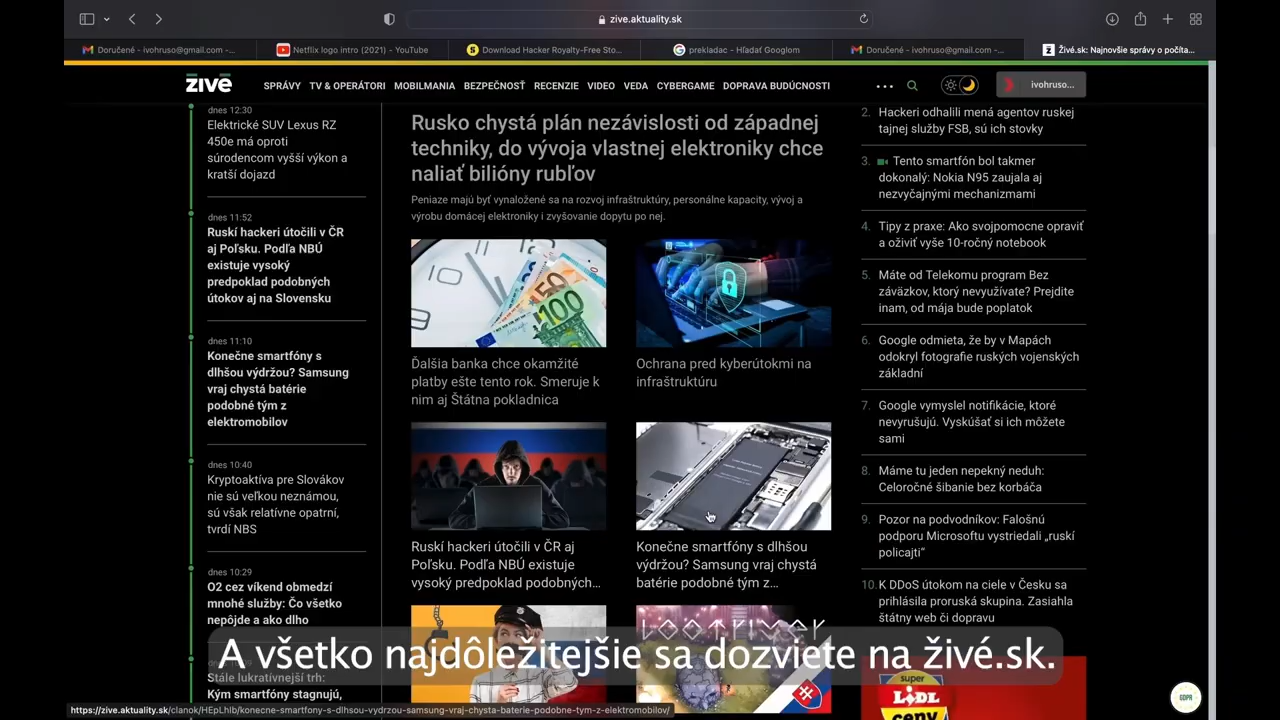 zive.aktuality.sk
Doručené – ivohruso@gmail.com –...
Netflix logo intro (2021) - YouTube
Download Hacker Royalty-Free Sto...
prekladac - Hľadať Googlom
Doručené – ivohruso@gmail.com –...
Živé.sk: Najnovšie správy o počíta...
živé
SPRÁVY
TV & OPERÁTORI
MOBILMANIA
BEZPEČNOSŤ
RECENZIE
VIDEO
VEDA
CYBERGAME
DOPRAVA BUDÚCNOSTI
ivohruso...
dnes 12:30
Elektrické SUV Lexus RZ
450e má oproti
súrodencom vyšší výkon a
kratší dojazd
dnes 11:52
Ruskí hackeri útočili v ČR
aj Poľsku. Podľa NBÚ
existuje vysoký
predpoklad podobných
útokov aj na Slovensku
dnes 11:10
Konečne smartfóny s
dlhšou výdržou? Samsung
vraj chystá batérie
podobné tým z
elektromobilov
dnes 10:40
Kryptoaktíva pre Slovákov
nie sú veľkou neznámou,
sú však relatívne opatrní,
tvrdí NBS
dnes 10:29
O2 cez víkend obmedzí
mnohé služby: Čo všetko
nepôjde a ako dlho
Stále lukratívnejší trh:
Kým smartfóny stagnujú,
Rusko chystá plán nezávislosti od západnej
techniky, do vývoja vlastnej elektroniky chce
naliať bilióny rubľov
Peniaze majú byť vynaložené sa na rozvoj infraštruktúry, personálne kapacity, vývoj a
výrobu domácej elektroniky i zvyšovanie dopytu po nej.
Ďalšia banka chce okamžité
platby ešte tento rok. Smeruje k
nim aj Štátna pokladnica
Ochrana pred kyberútokmi na
infraštruktúru
Ruskí hackeri útočili v ČR aj
Poľsku. Podľa NBÚ existuje
vysoký predpoklad podobných...
Konečne smartfóny s dlhšou
výdržou? Samsung vraj chystá
batérie podobné tým z...
2. Hackeri odhalili mená agentov ruskej
tajnej služby FSB, sú ich stovky
3. Tento smartfón bol takmer
dokonalý: Nokia N95 zaujala aj
nezvyčajnými mechanizmami
4. Tipy z praxe: Ako svojpomocne opraviť
a oživiť vyše 10-ročný notebook
5. Máte od Telekomu program Bez
záväzkov, ktorý nevyužívate? Prejdite
inam, od mája bude poplatok
6. Google odmieta, že by v Mapách
odokryl fotografie ruských vojenských
základní
7. Google vymyslel notifikácie, ktoré
nevyrušujú. Vyskúšať si ich môžete
sami
8. Máme tu jeden nepekný neduh:
Celoročné šibanie bez korbáča
9. Pozor na podvodníkov: Falošnú
podporu Microsoftu vystriedali „ruskí
policajti"
10. K DDoS útokom na ciele v Česku sa
prihlásila proruská skupina. Zasiahla
štátny web či dopravu
super
LIDL
ceny
A všetko najdôležitejšie sa dozviete na živé.sk.
https://zive.aktuality.sk/clanok/HEpLhlb/konecne-smartfony-s-dlhsou-vydrzou-samsung-vraj-chysta-baterie-podobne-tym-z-elektromobilov/
GDPR